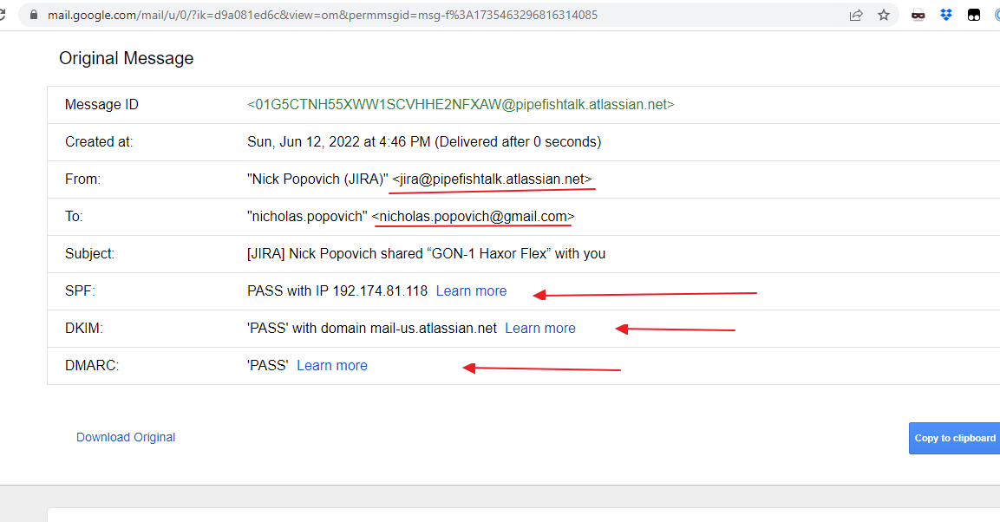 mail.google.com/mail/u/0/?ik=d9a081ed6c&view=om&permmsgid=msg-f%3A1735463296816314085
Original Message
Message ID <01G5CTNH55XWW1SCVHHE2NFXAW@pipefishtalk.atlassian.net>
Created at: Sun, Jun 12, 2022 at 4:46 PM (Delivered after 0 seconds)
From: "Nick Popovich (JIRA)" <jira@pipefishtalk.atlassian.net>
To: "nicholas.popovich" <nicholas.popovich@gmail.com>
Subject: [JIRA] Nick Popovich shared “GON-1 Haxor Flex” with you
SPF: PASS with IP 192.174.81.118 Learn more
DKIM: 'PASS' with domain mail-us.atlassian.net Learn more
DMARC: 'PASS' Learn more
Download Original
Copy to clipboard